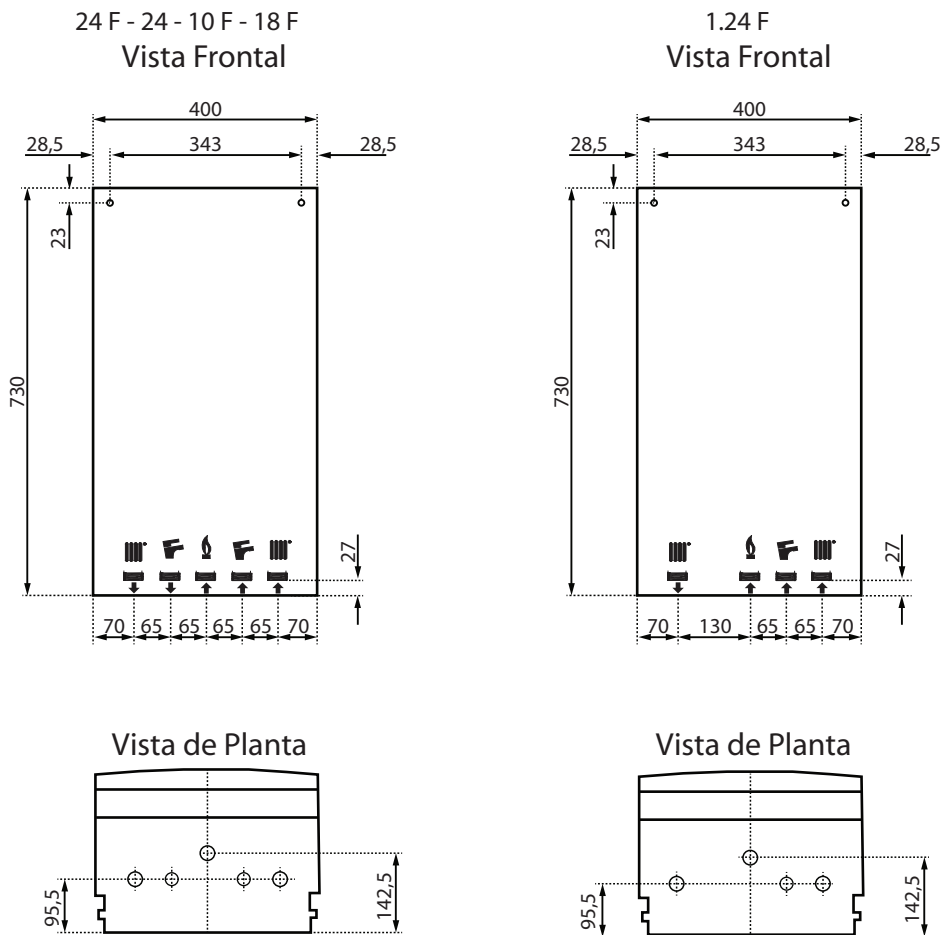 24 F - 24 - 10 F - 18 F
Vista Frontal
400
28,5 343 28,5
23
730
27
70 65 65 65 65 70
Vista de Planta
95,5 142,5
1.24 F
Vista Frontal
400
28,5 343 28,5
23
730
27
70 130 65 65 70
Vista de Planta
95,5 142,5